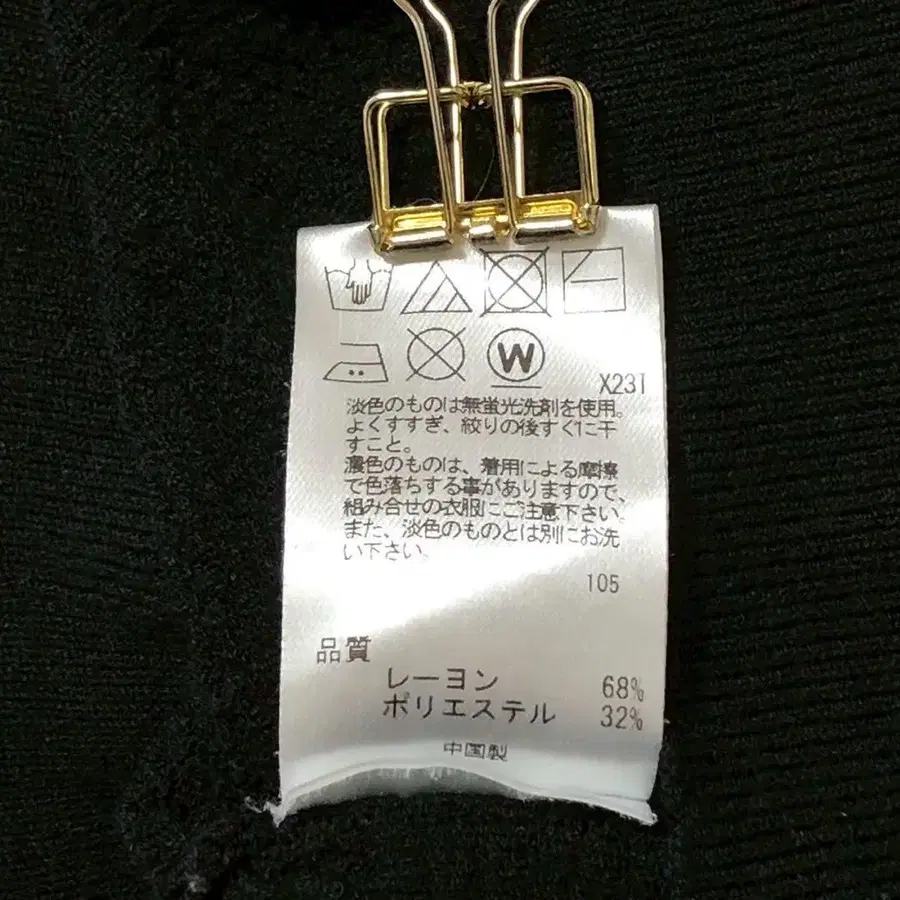 W
X23T
淡色のものは無蛍光洗剤を使用。
よくすすぎ、絞りの後すぐに干
すこと。
濃色のものは、着用による摩擦
で色落ちする事がありますので、
組み合せの衣服にご注意下さい。
また、淡色のものとは別にお洗
い下さい。
105
品質
レーヨン 68%
ポリエステル 32%
中国製